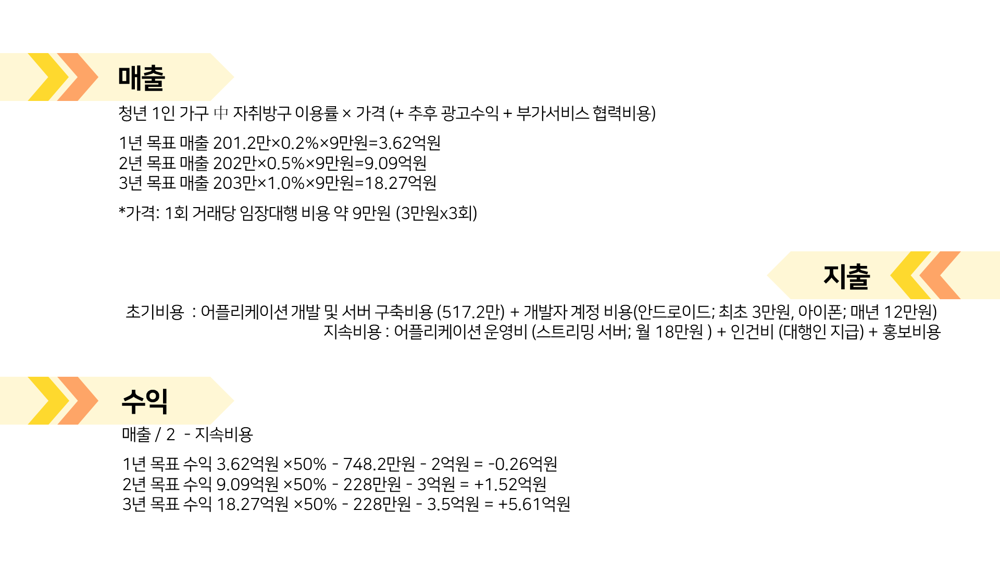 매출
청년 1인 가구 中 자취방구 이용률 × 가격 (+ 추후 광고수익 + 부가서비스 협력비용)
1년 목표 매출 201.2만×0.2%×9만원=3.62억원
2년 목표 매출 202만×0.5%×9만원=9.09억원
3년 목표 매출 203만×1.0%×9만원=18.27억원
*가격: 1회 거래당 임장대행 비용 약 9만원 (3만원x3회)
지출
초기비용 : 어플리케이션 개발 및 서버 구축비용 (517.2만) + 개발자 계정 비용(안드로이드; 최초 3만원, 아이폰; 매년 12만원)
지속비용 : 어플리케이션 운영비 (스트리밍 서버; 월 18만원 ) + 인건비 (대행인 지급) + 홍보비용
수익
매출 / 2 - 지속비용
1년 목표 수익 3.62억원 ×50% - 748.2만원 - 2억원 = -0.26억원
2년 목표 수익 9.09억원 ×50% - 228만원 - 3억원 = +1.52억원
3년 목표 수익 18.27억원 ×50% - 228만원 - 3.5억원 = +5.61억원